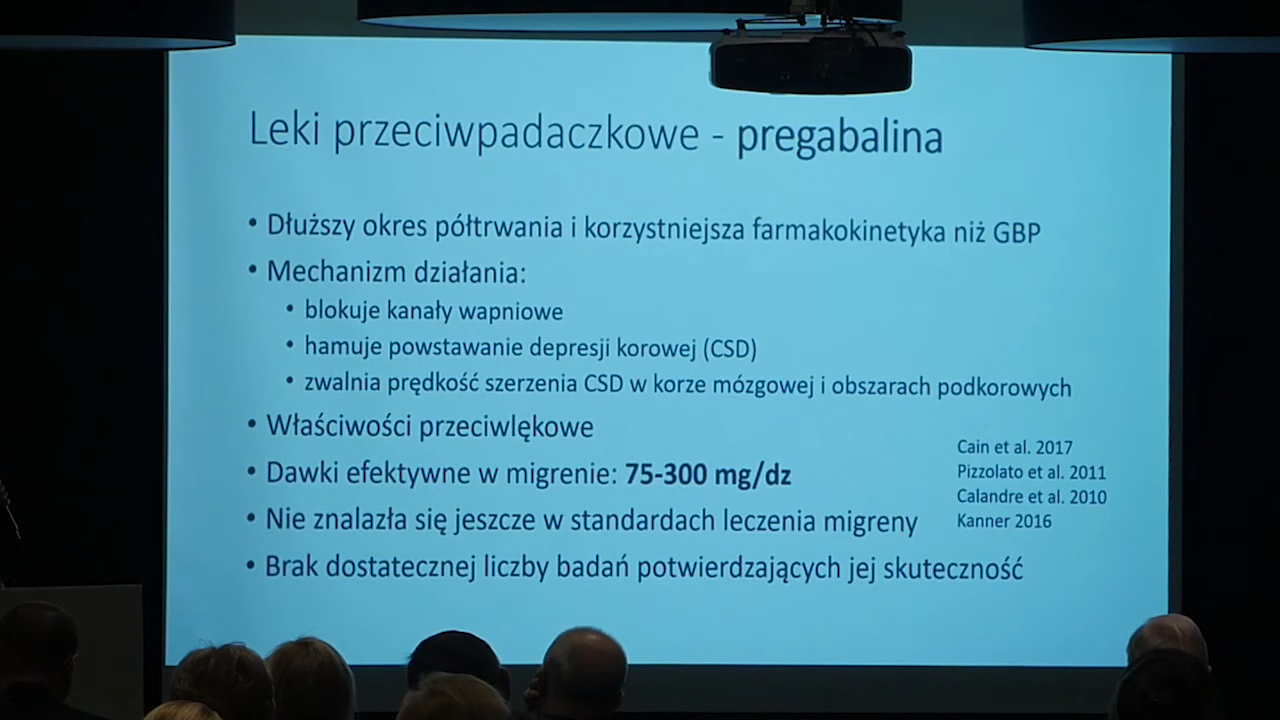 Leki przeciwpadaczkowe - pregabalina
• Dłuższy okres półtrwania i korzystniejsza farmakokinetyka niż GBP
• Mechanizm działania:
• blokuje kanały wapniowe
• hamuje powstawanie depresji korowej (CSD)
• zwalnia prędkość szerzenia CSD w korze mózgowej i obszarach podkorowych
• Właściwości przeciwlękowe
• Dawki efektywne w migrenie: 75-300 mg/dz
• Nie znalazła się jeszcze w standardach leczenia migreny
• Brak dostatecznej liczby badań potwierdzających jej skuteczność
Cain et al. 2017
Pizzolato et al. 2011
Calandre et al. 2010
Kanner 2016